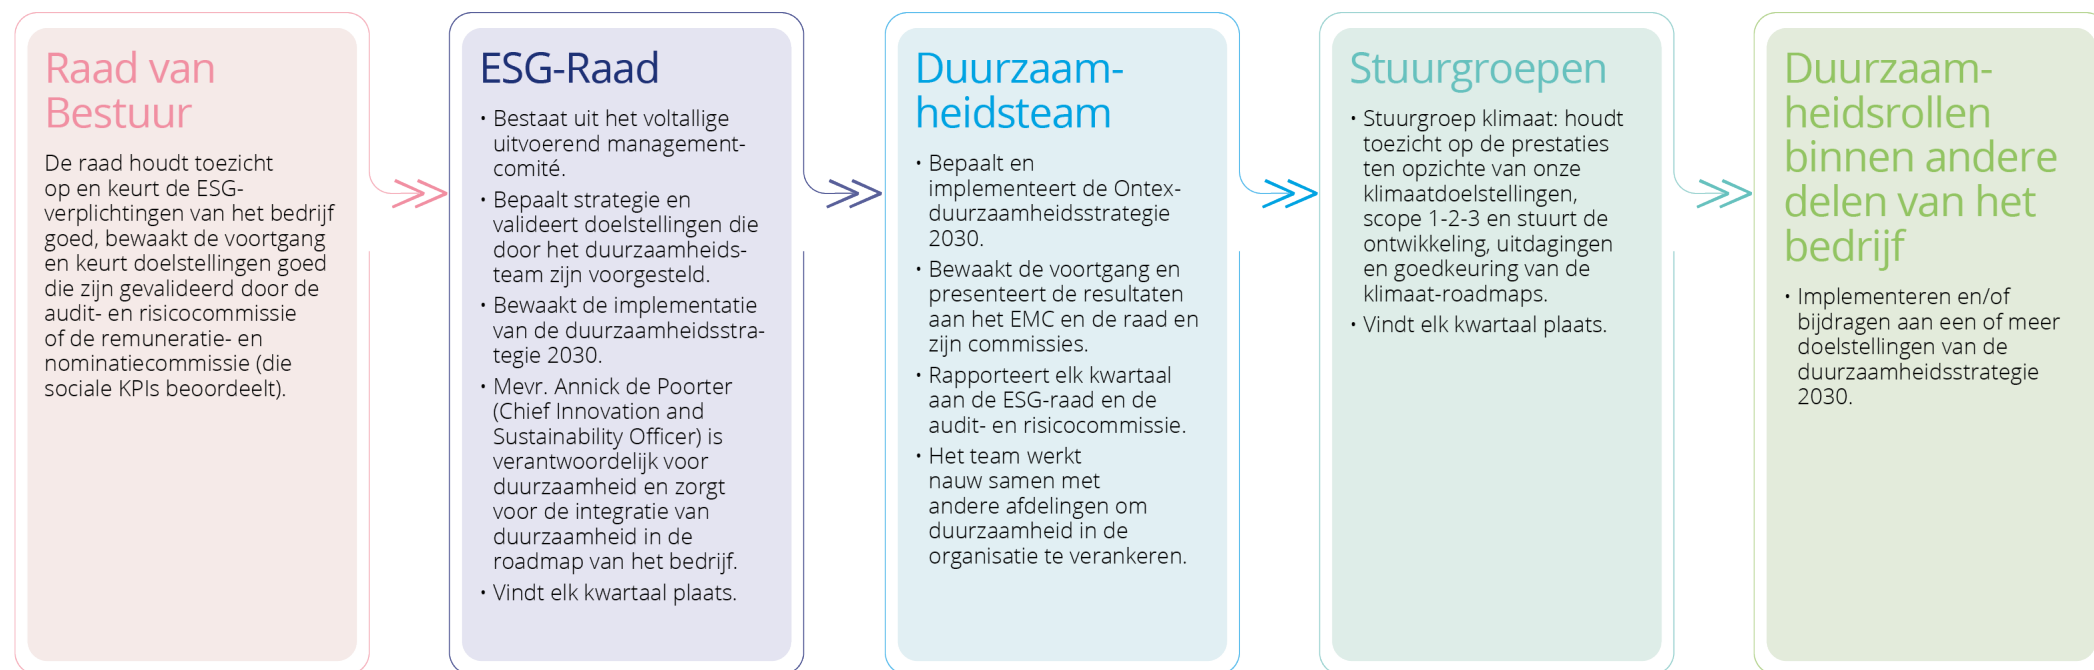 Raad van
Bestuur
De raad houdt toezicht
op en keurt de ESG-
verplichtingen van het bedrijf
goed, bewaakt de voortgang
en keurt doelstellingen goed
die zijn gevalideerd door de
audit- en risicocommissie
of de remuneratie- en
nominatiecommissie (die
sociale KPIs beoordeelt).
ESG-Raad
• Bestaat uit het voltallige
uitvoerend management-
comité.
• Bepaalt strategie en
valideert doelstellingen die
door het duurzaamheids-
team zijn voorgesteld.
• Bewaakt de implementatie
van de duurzaamheidsstra-
tegie 2030.
• Mevr. Annick de Poorter
(Chief Innovation and
Sustainability Officer) is
verantwoordelijk voor
duurzaamheid en zorgt
voor de integratie van
duurzaamheid in de
roadmap van het bedrijf.
• Vindt elk kwartaal plaats.
Duurzaam-
heidsteam
• Bepaalt en
implementeert de Ontex-
duurzaamheidsstrategie
2030.
• Bewaakt de voortgang en
presenteert de resultaten
aan het EMC en de raad en
zijn commissies.
• Rapporteert elk kwartaal
aan de ESG-raad en de
audit- en risicocommissie.
• Het team werkt
nauw samen met
andere afdelingen om
duurzaamheid in de
organisatie te verankeren.
Stuurgroepen
• Stuurgroep klimaat: houdt
toezicht op de prestaties
ten opzichte van onze
klimaatdoelstellingen,
scope 1-2-3 en stuurt de
ontwikkeling, uitdagingen
en goedkeuring van de
klimaat-roadmaps.
• Vindt elk kwartaal plaats.
Duurzaam-
heidsrollen
binnen andere
delen van het
bedrijf
• Implementeren en/of
bijdragen aan een of meer
doelstellingen van de
duurzaamheidsstrategie
2030.